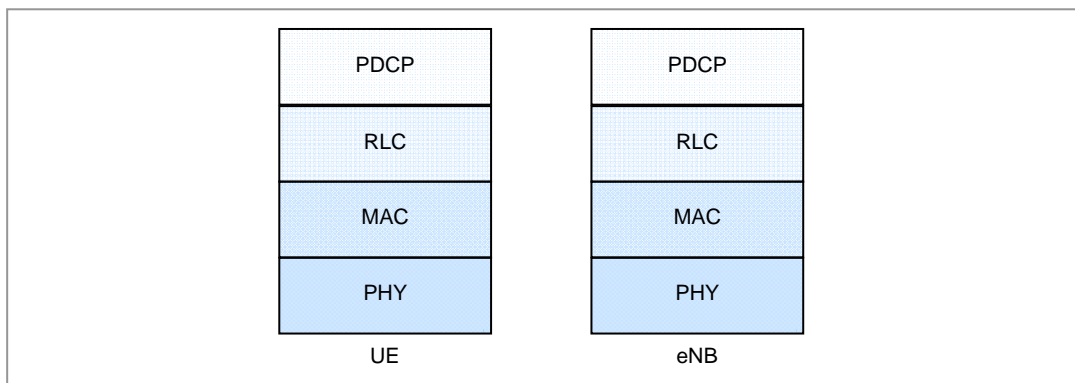 PDCP PDCP
RLC RLC
MAC MAC
PHY PHY
UE eNB